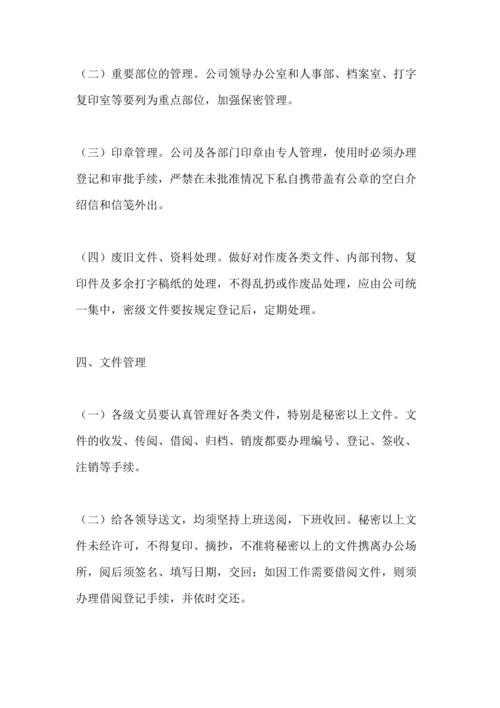 （二）重要部位的管理。公司领导办公室和人事部、档案室、打字
复印室等要列为重点部位，加强保密管理。
（三）印章管理。公司及各部门印章由专人管理，使用时必须办理
登记和审批手续，严禁在未批准情况下私自携带盖有公章的空白介
绍信和信笺外出。
（四）废旧文件、资料处理。做好对作废各类文件、内部刊物、复
印件及多余打字稿纸的处理，不得乱扔或作废品处理，应由公司统
一集中，密级文件要按规定登记后，定期处理。
四、文件管理
（一）各级文员要认真管理好各类文件，特别是秘密以上文件。文
件的收发、传阅、借阅、归档、销废都要办理编号、登记、签收、
注销等手续。
（二）给各领导送文，均须坚持上班送阅，下班收回。秘密以上文
件未经许可，不得复印、摘抄，不准将秘密以上的文件携离办公场
所，阅后须签名、填写日期，交回；如因工作需要借阅文件，则须
办理借阅登记手续，并依时交还。